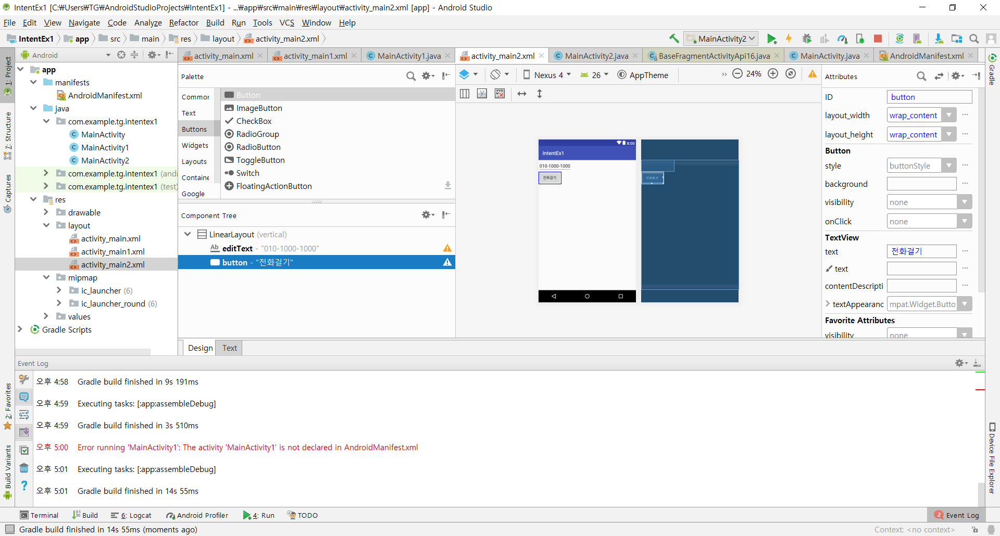 IntentEx1 [C:₩Users₩TG₩AndroidStudioProjects₩IntentEx1] - ...₩app₩src₩main₩res₩layout₩activity_main2.xml [app] - Android Studio
File Edit View Navigate Code Analyze Refactor Build Run Tools VCS Window Help
IntentEx1 app src main res layout activity_main2.xml MainActivity2
Android activity_main.xml activity_main1.xml MainActivity1.java activity_main2.xml MainActivity2.java BaseFragmentActivityApi16.java MainActivity.java AndroidManifest.xml
1: Project
7: Structure
Captures
2: Favorites
Build Variants
app
manifests
AndroidManifest.xml
java
com.example.tg.intentex1
MainActivity
MainActivity1
MainActivity2
com.example.tg.intentex1 (andr
com.example.tg.intentex1 (test)
res
drawable
layout
activity_main.xml
activity_main1.xml
activity_main2.xml
mipmap
ic_launcher (6)
ic_launcher_round (6)
values
Gradle Scripts
Palette
Common
Text
Buttons
Widgets
Layouts
Containe
Google
Button
ImageButton
CheckBox
RadioGroup
RadioButton
ToggleButton
Switch
FloatingActionButton
Component Tree
LinearLayout (vertical)
Ab editText - "010-1000-1000"
button - "전화걸기"
Nexus 4 26 AppTheme » 24%
8:00
IntentEx1
010-1000-1000
전화걸기
전화걸기
Attributes
ID button
layout_width wrap_content ...
layout_height wrap_content ...
Button
style buttonStyle ...
background ...
visibility none
onClick none
TextView
text 전화걸기 ...
text ...
contentDescripti ...
textAppearanc mpat.Widget.Butto
Favorite Attributes
visibility none
Gradle
Device File Explorer
Design Text
Event Log
오후 4:58 Gradle build finished in 9s 191ms
오후 4:59 Executing tasks: [:app:assembleDebug]
오후 4:59 Gradle build finished in 3s 510ms
오후 5:00 Error running 'MainActivity1': The activity 'MainActivity1' is not declared in AndroidManifest.xml
오후 5:01 Executing tasks: [:app:assembleDebug]
오후 5:01 Gradle build finished in 14s 55ms
Terminal Build 6: Logcat Android Profiler 4: Run TODO 2 Event Log
Gradle build finished in 14s 55ms (moments ago) Context: <no context>